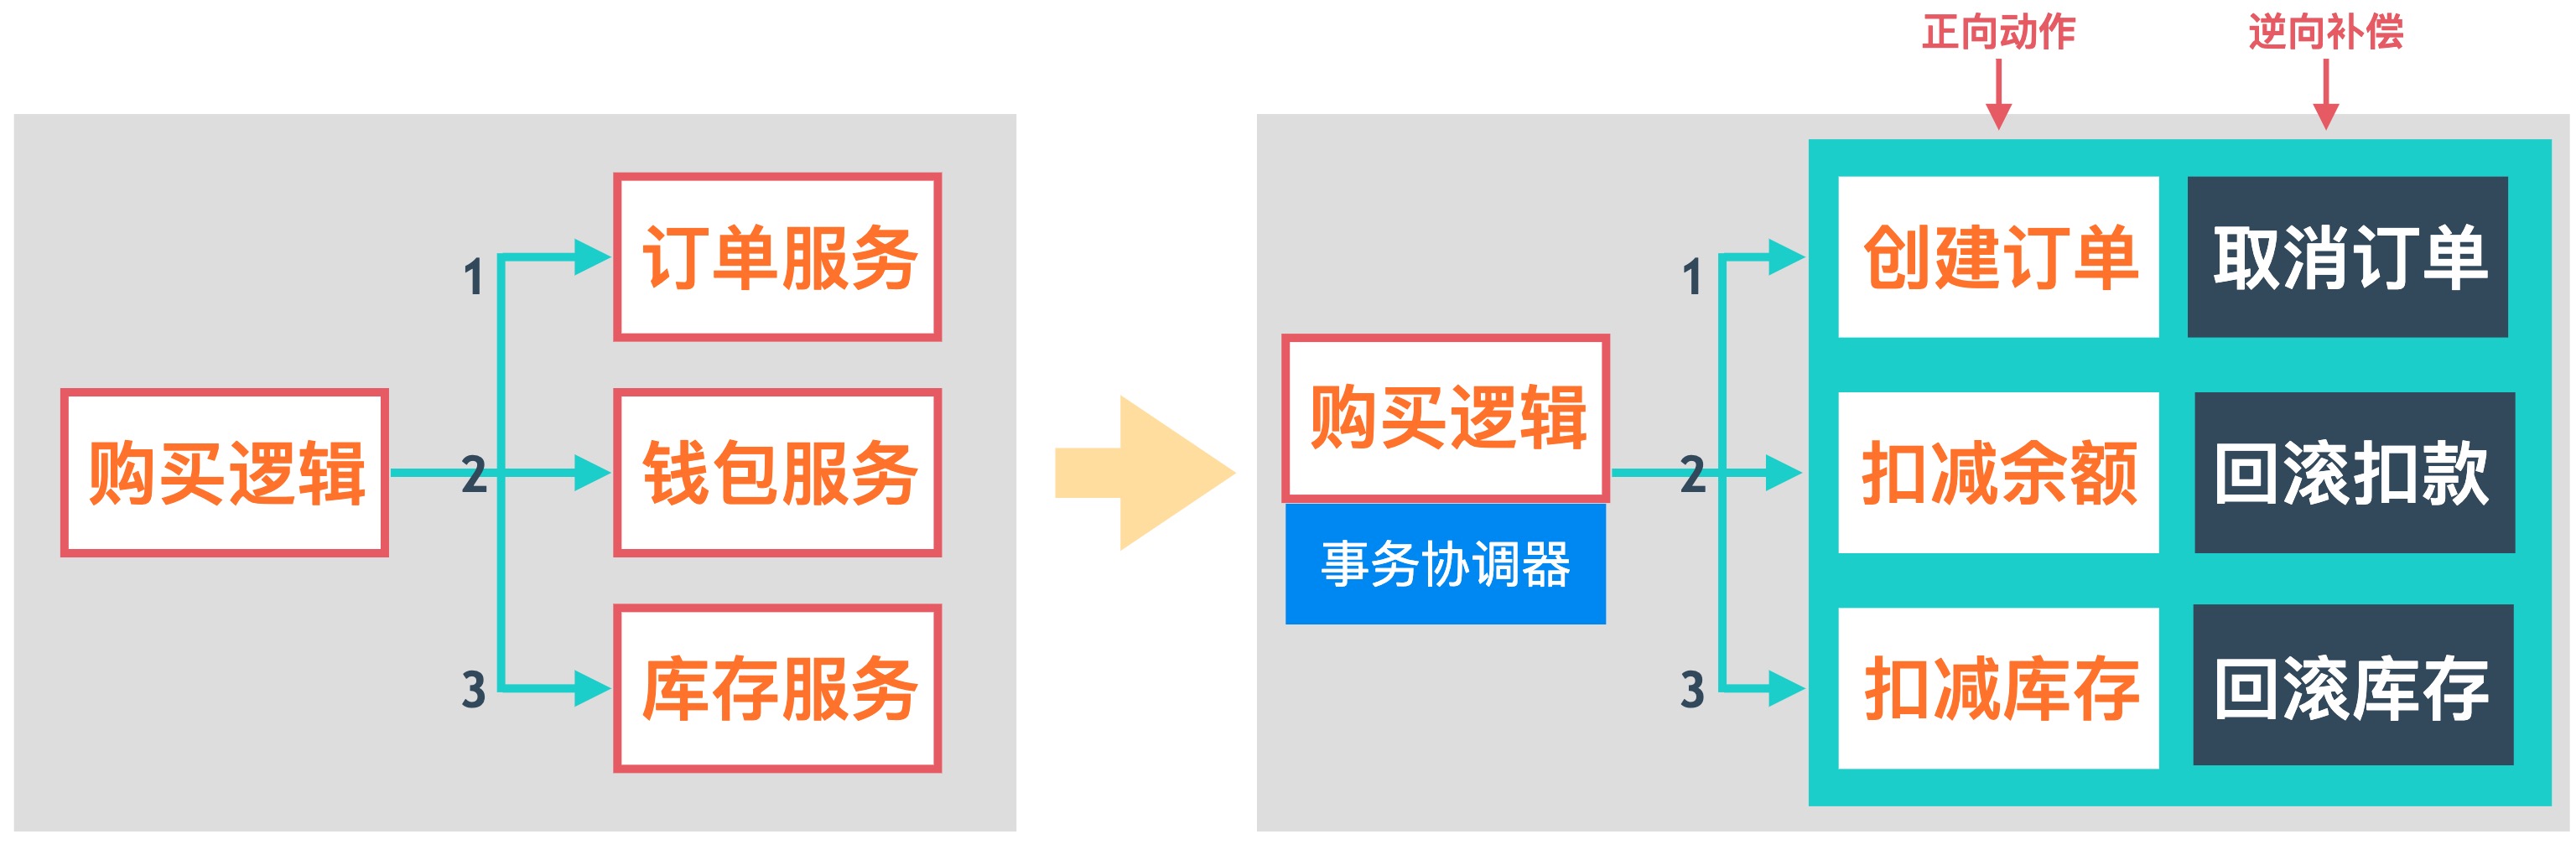 正向动作
逆向补偿
购买逻辑
1
订单服务
2
钱包服务
3
库存服务
购买逻辑
事务协调器
1
创建订单
取消订单
2
扣减余额
回滚扣款
3
扣减库存
回滚库存